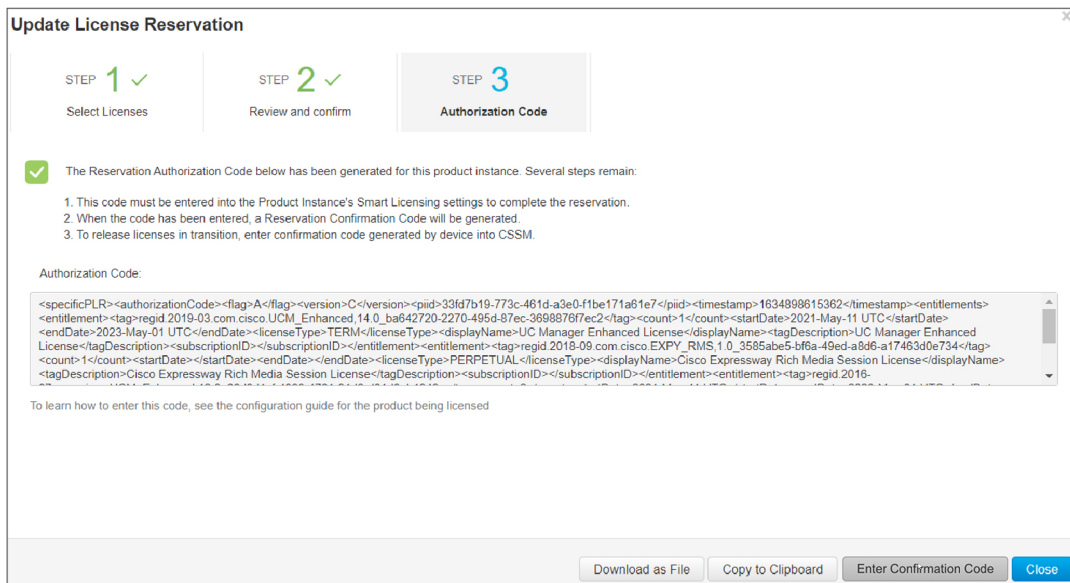 Update License Reservation
STEP 1
Select Licenses
STEP 2
Review and confirm
STEP 3
Authorization Code
The Reservation Authorization Code below has been generated for this product instance. Several steps remain:
1. This code must be entered into the Product Instance's Smart Licensing settings to complete the reservation.
2. When the code has been entered, a Reservation Confirmation Code will be generated.
3. To release licenses in transition, enter confirmation code generated by device into CSSM.
Authorization Code:
<specificPLR><authorizationCode><flag>A</flag><version>C</version><piid>33fd7b19-773c-461d-a3e0-f1be171a61e7</piid><timestamp>1634898615362</timestamp><entitlements>
<entitlement><tag>regid.2019-03.com.cisco.UCM_Enhanced,14.0_ba642720-2270-495d-87ec-3698876f7ec2</tag><count>1</count><startDate>2021-May-11 UTC</startDate>
<endDate>2023-May-01 UTC</endDate><licenseType>TERM</licenseType><displayName>UC Manager Enhanced License</displayName><tagDescription>UC Manager Enhanced
License</tagDescription><subscriptionID></subscriptionID></entitlement><entitlement><tag>regid.2018-09.com.cisco.EXPY_RMS,1.0_3585abe5-bf6a-49ed-a8d6-a17463d0e734</tag>
<count>1</count><startDate></startDate><endDate></endDate><licenseType>PERPETUAL</licenseType><displayName>Cisco Expressway Rich Media Session License</displayName>
<tagDescription>Cisco Expressway Rich Media Session License</tagDescription><subscriptionID></subscriptionID></entitlement><entitlement><tag>regid.2016-
To learn how to enter this code, see the configuration guide for the product being licensed
Download as File
Copy to Clipboard
Enter Confirmation Code
Close